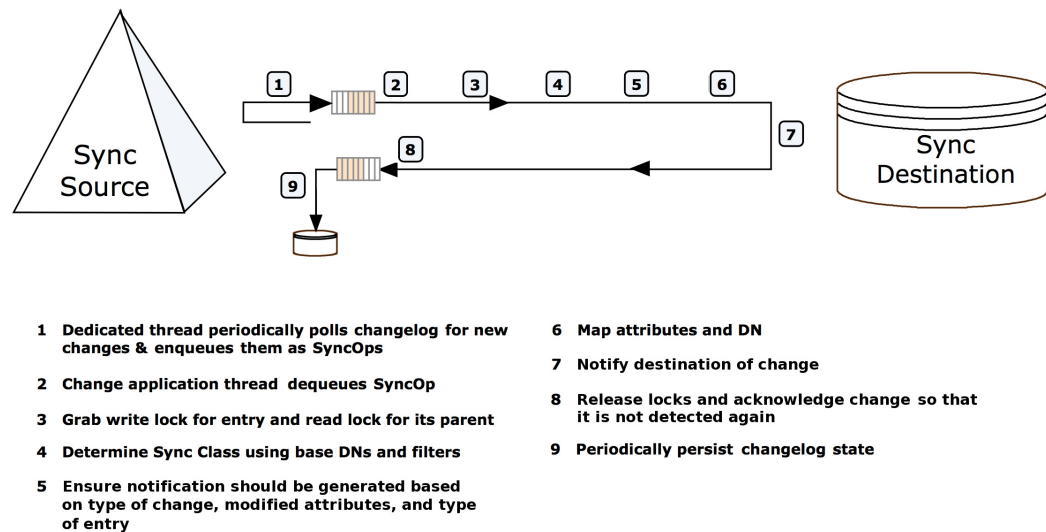 Sync
Source
1
2
3
4
5
6
7
8
9
Sync
Destination
1 Dedicated thread periodically polls changelog for new
changes & enqueues them as SyncOps
2 Change application thread dequeues SyncOp
3 Grab write lock for entry and read lock for its parent
4 Determine Sync Class using base DNs and filters
5 Ensure notification should be generated based
on type of change, modified attributes, and type
of entry
6 Map attributes and DN
7 Notify destination of change
8 Release locks and acknowledge change so that
it is not detected again
9 Periodically persist changelog state